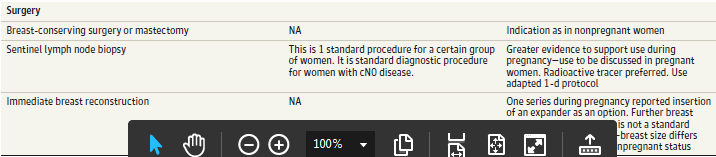 Surgery
Breast-conserving surgery or mastectomy NA Indication as in nonpregnant women
Sentinel lymph node biopsy This is 1 standard procedure for a certain group Greater evidence to support use during
of women. It is standard diagnostic procedure pregnancy—use to be discussed in pregnant
for women with cN0 disease. women. Radioactive tracer preferred. Use
adapted 1-d protocol
Immediate breast reconstruction NA One series during pregnancy reported insertion
of an expander as an option. Further breast
is not a standard
-breast size differs
npregnant status
100%